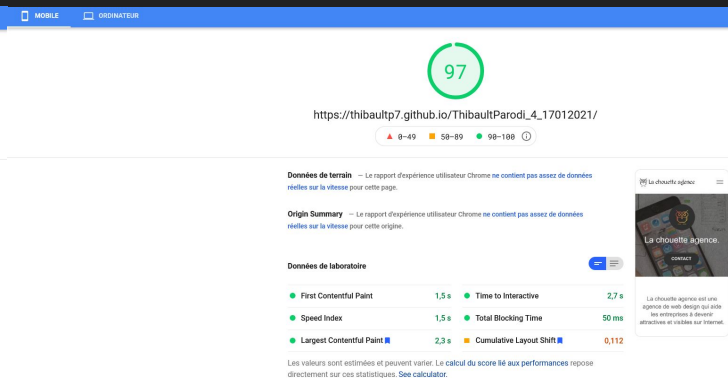 MOBILE
ORDINATEUR
97
https://thibaultp7.github.io/ThibaultParodi_4_17012021/
0–49 50–89 90–100
Données de terrain — Le rapport d'expérience utilisateur Chrome ne contient pas assez de données
réelles sur la vitesse pour cette page.
Origin Summary — Le rapport d'expérience utilisateur Chrome ne contient pas assez de données
réelles sur la vitesse pour cette origine.
Données de laboratoire
First Contentful Paint 1,5 s
Time to Interactive 2,7 s
Speed Index 1,5 s
Total Blocking Time 50 ms
Largest Contentful Paint 2,3 s
Cumulative Layout Shift 0,112
Les valeurs sont estimées et peuvent varier. Le calcul du score lié aux performances repose
directement sur ces statistiques. See calculator.
La chouette agence
La chouette agence.
CONTACT
La chouette agence est une
agence de web design qui aide
les entreprises à devenir
attractives et visibles sur Internet.